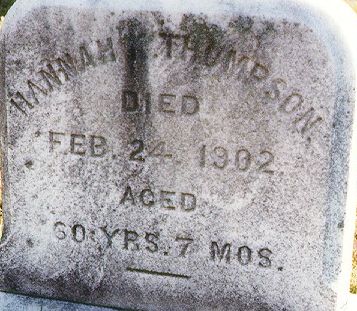 HANNAH THOMPSON.
DIED
FEB. 24, 1902.
AGED
60 YRS. 7 MOS.